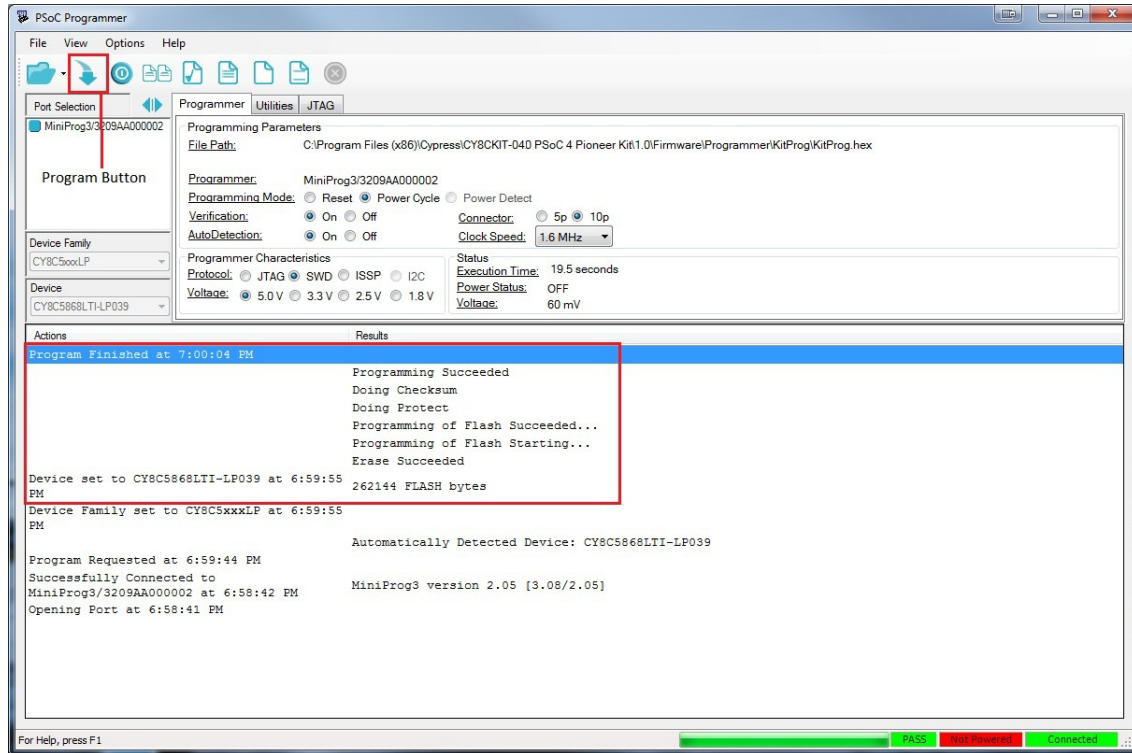 PSoC Programmer
File View Options Help
Port Selection
Programmer Utilities JTAG
MiniProg3/3209AA000002
Program Button
Programming Parameters
File Path: C:\Program Files (x86)\Cypress\CY8CKIT-040 PSoC 4 Pioneer Kit\1.0\Firmware\Programmer\KitProg\KitProg.hex
Programmer: MiniProg3/3209AA000002
Programming Mode: Reset Power Cycle Power Detect
Verification: On Off Connector: 5p 10p
AutoDetection: On Off Clock Speed: 1.6 MHz
Device Family
CY8C5xxxLP
Device
CY8C5868LTI-LP039
Programmer Characteristics
Protocol: JTAG SWD ISSP I2C
Voltage: 5.0 V 3.3 V 2.5 V 1.8 V
Status
Execution Time: 19.5 seconds
Power Status: OFF
Voltage: 60 mV
Actions Results
Program Finished at 7:00:04 PM
Programming Succeeded
Doing Checksum
Doing Protect
Programming of Flash Succeeded...
Programming of Flash Starting...
Erase Succeeded
Device set to CY8C5868LTI-LP039 at 6:59:55
PM
262144 FLASH bytes
Device Family set to CY8C5xxxLP at 6:59:55
PM
Automatically Detected Device: CY8C5868LTI-LP039
Program Requested at 6:59:44 PM
Successfully Connected to
MiniProg3/3209AA000002 at 6:58:42 PM
MiniProg3 version 2.05 [3.08/2.05]
Opening Port at 6:58:41 PM
For Help, press F1
PASS Not Powered Connected